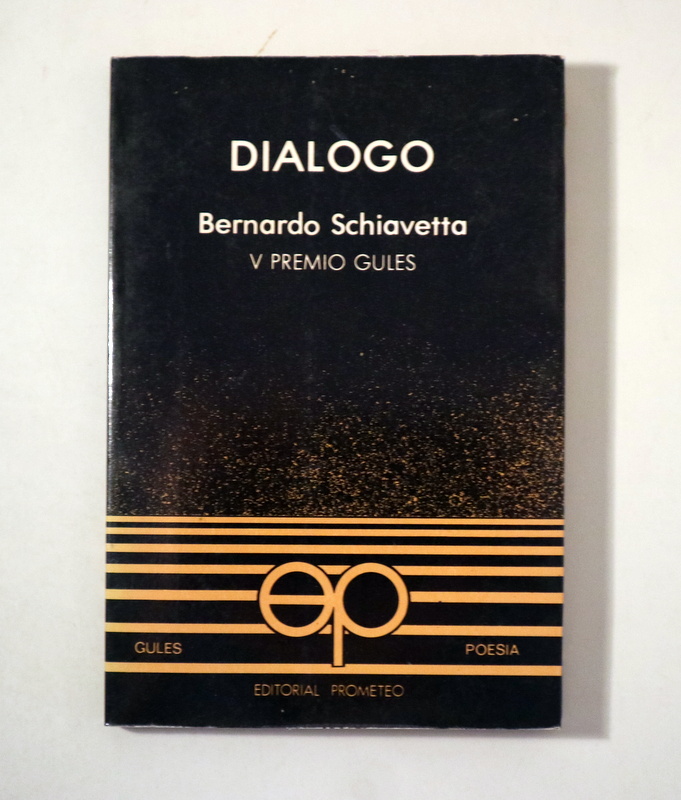 DIALOGO
Bernardo Schiavetta
V PREMIO GULES
ep
GULES
POESIA
EDITORIAL PROMETEO